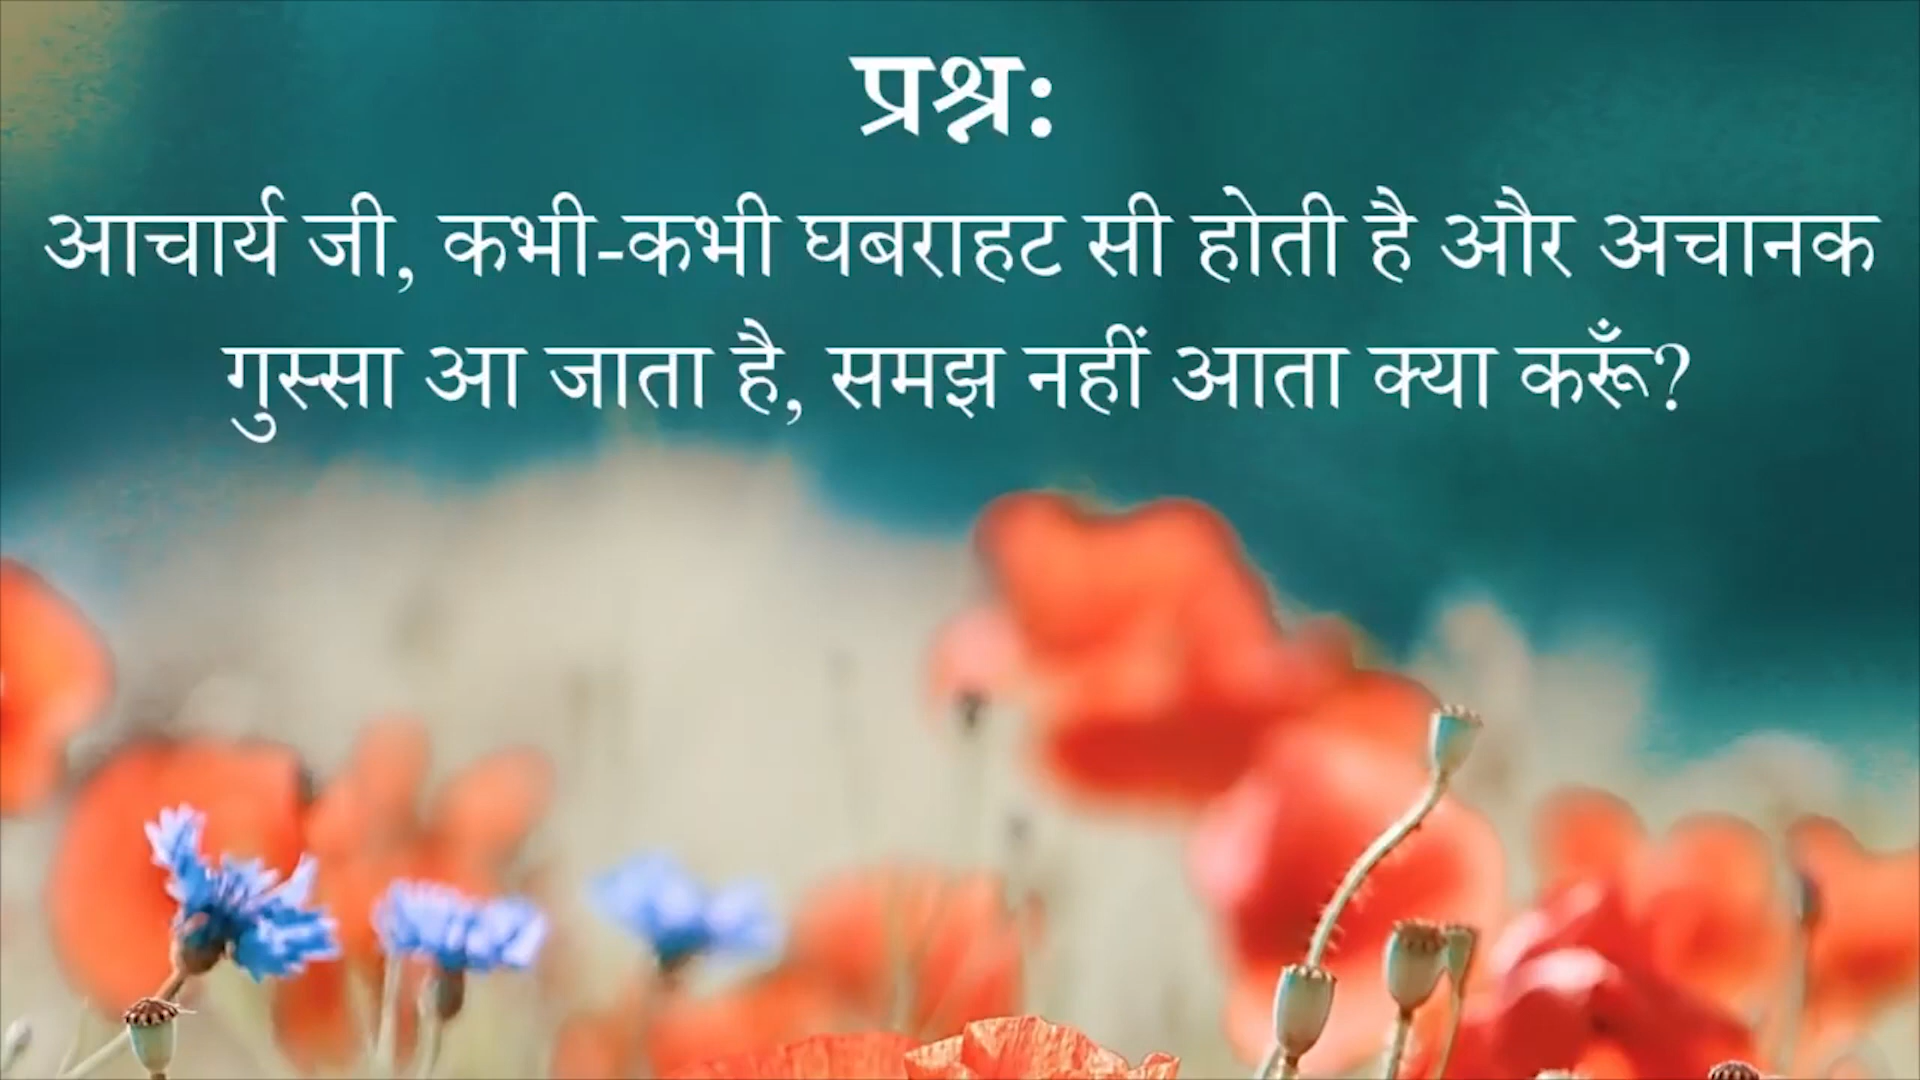 प्रश्न:
आचार्य जी, कभी-कभी घबराहट सी होती है और अचानक
गुस्सा आ जाता है, समझ नहीं आता क्या करूँ?